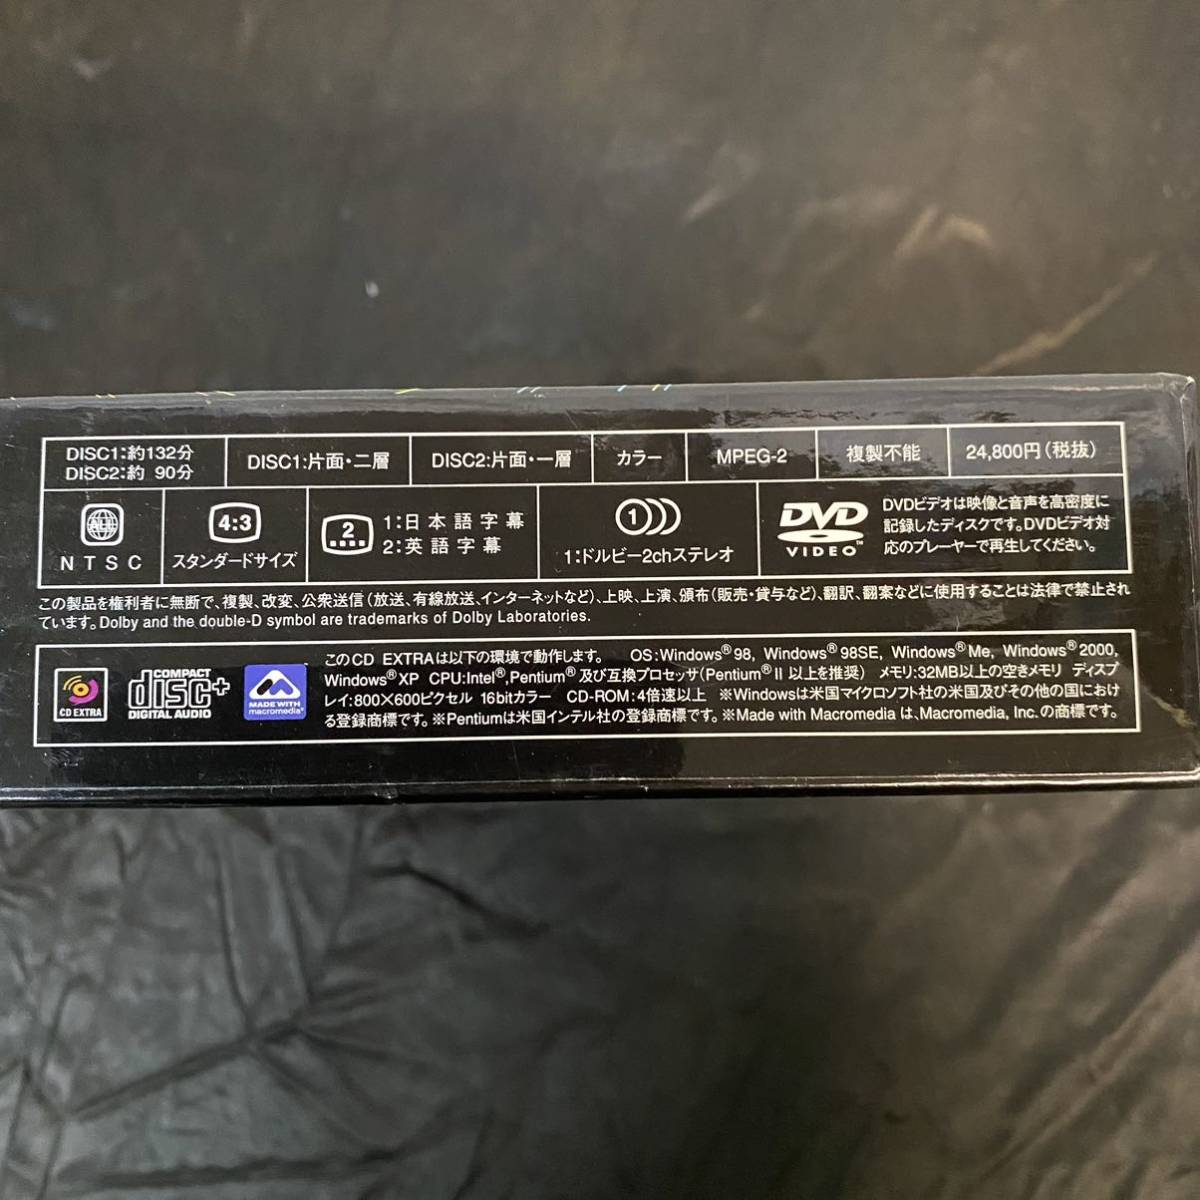 DISC1:約132分
DISC2:約 90分
DISC1:片面・二層
DISC2:片面・一層
カラー
MPEG-2
複製不能
24,800円(税抜)
ALL
NTSC
4:3
スタンダードサイズ
2
1:日本語字幕
2:英語字幕
1
1:ドルビー2chステレオ
DVD
VIDEO™
DVDビデオは映像と音声を高密度に
記録したディスクです。DVDビデオ対
応のプレーヤーで再生してください。
この製品を権利者に無断で、複製、改変、公衆送信(放送、有線放送、インターネットなど)、上映、上演、頒布(販売・貸与など)、翻訳、翻案などに使用することは法律で禁止され
ています。Dolby and the double-D symbol are trademarks of Dolby Laboratories.
CD EXTRA
COMPACT
disc+
DIGITAL AUDIO
MADE WITH
macromedia®
このCD EXTRAは以下の環境で動作します。 OS:Windows®98, Windows®98SE, Windows®Me, Windows®2000,
Windows®XP CPU:Intel®,Pentium®及び互換プロセッサ(Pentium®II以上を推奨) メモリ:32MB以上の空きメモリ ディスプ
レイ:800×600ピクセル 16bitカラー CD-ROM:4倍速以上 ※Windowsは米国マイクロソフト社の米国及びその他の国におけ
る登録商標です。※Pentiumは米国インテル社の登録商標です。※Made with Macromedia は、Macromedia, Inc.の商標です。